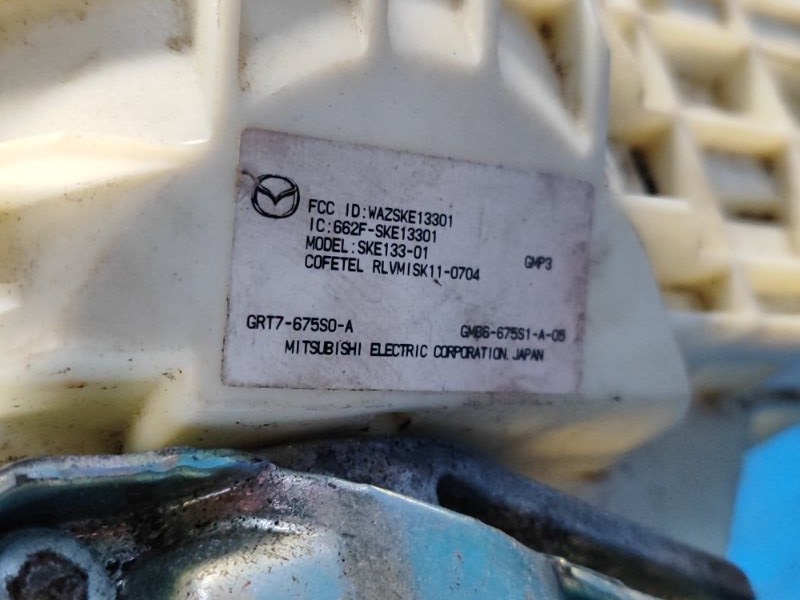 FCC ID:WAZSKE13301
IC:662F-SKE13301
MODEL:SKE133-01
COFETEL RLVMISK11-0704
GMP3
GRT7-675S0-A
GMB6-675S1-A-05
MITSUBISHI ELECTRIC CORPORATION. JAPAN